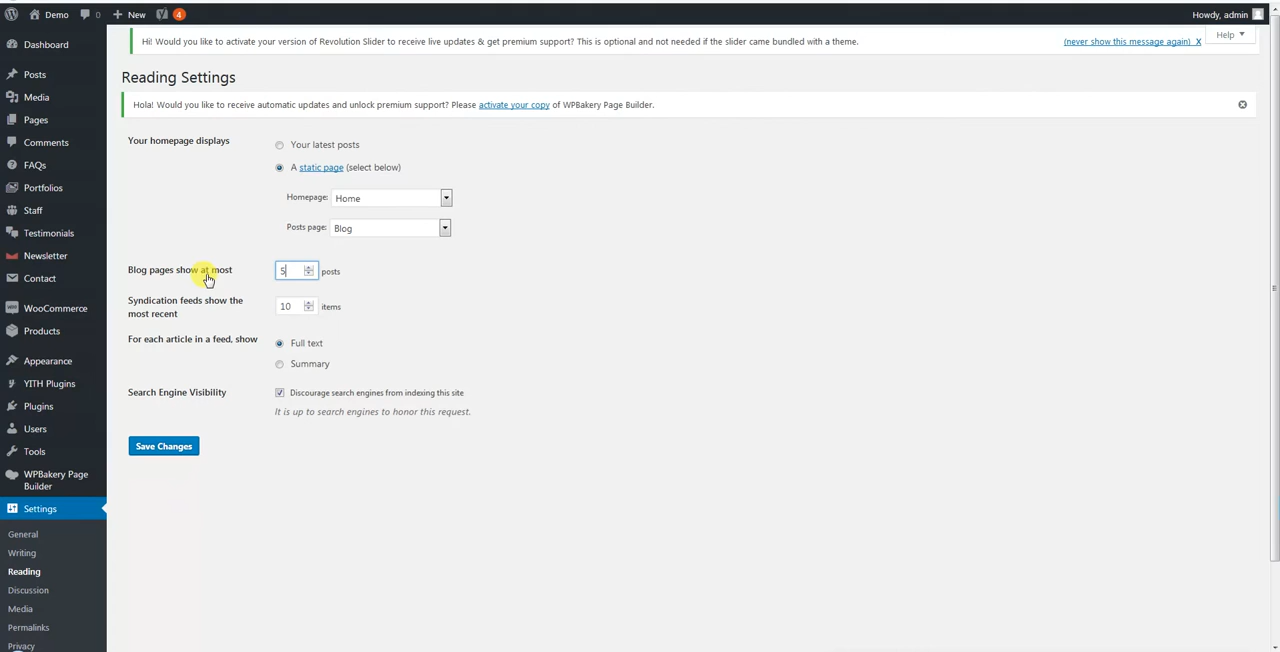 Demo 0 New 4 Howdy, admin
Hi! Would you like to activate your version of Revolution Slider to receive live updates & get premium support? This is optional and not needed if the slider came bundled with a theme. (never show this message again) X
Help
Dashboard
Posts
Media
Pages
Comments
FAQs
Portfolios
Staff
Testimonials
Newsletter
Contact
WooCommerce
Products
Appearance
YITH Plugins
Plugins
Users
Tools
WPBakery Page
Builder
Settings
General
Writing
Reading
Discussion
Media
Permalinks
Privacy
Reading Settings
Hola! Would you like to receive automatic updates and unlock premium support? Please activate your copy of WPBakery Page Builder.
Your homepage displays
Your latest posts
A static page (select below)
Homepage: Home
Posts page: Blog
Blog pages show at most 5 posts
Syndication feeds show the
most recent
10 items
For each article in a feed, show
Full text
Summary
Search Engine Visibility
Discourage search engines from indexing this site
It is up to search engines to honor this request.
Save Changes